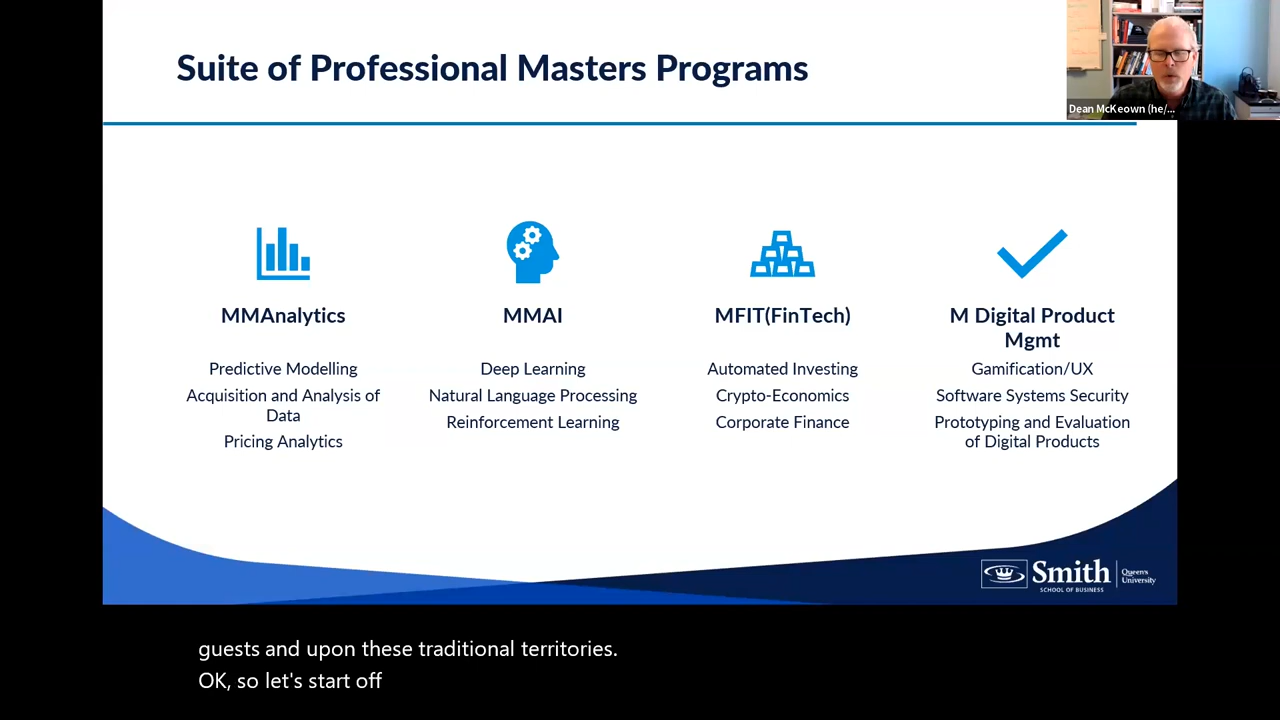 Suite of Professional Masters Programs
Dean McKeown (he/...
MMAnalytics
Predictive Modelling
Acquisition and Analysis of
Data
Pricing Analytics
MMAI
Deep Learning
Natural Language Processing
Reinforcement Learning
MFIT(FinTech)
Automated Investing
Crypto-Economics
Corporate Finance
M Digital Product
Mgmt
Gamification/UX
Software Systems Security
Prototyping and Evaluation
of Digital Products
Smith
SCHOOL OF BUSINESS
Queen's
University
guests and upon these traditional territories.
OK, so let's start off